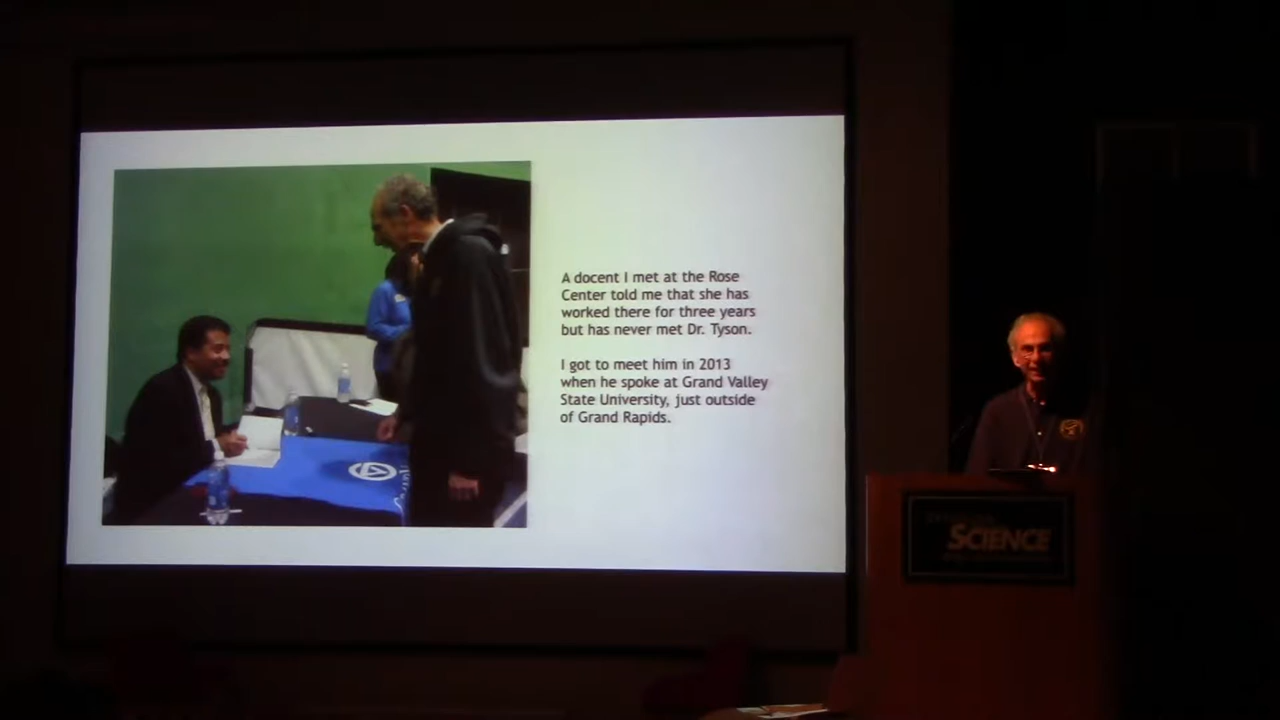 A docent I met at the Rose
Center told me that she has
worked there for three years
but has never met Dr. Tyson.
I got to meet him in 2013
when he spoke at Grand Valley
State University, just outside
of Grand Rapids.
SCIENCE